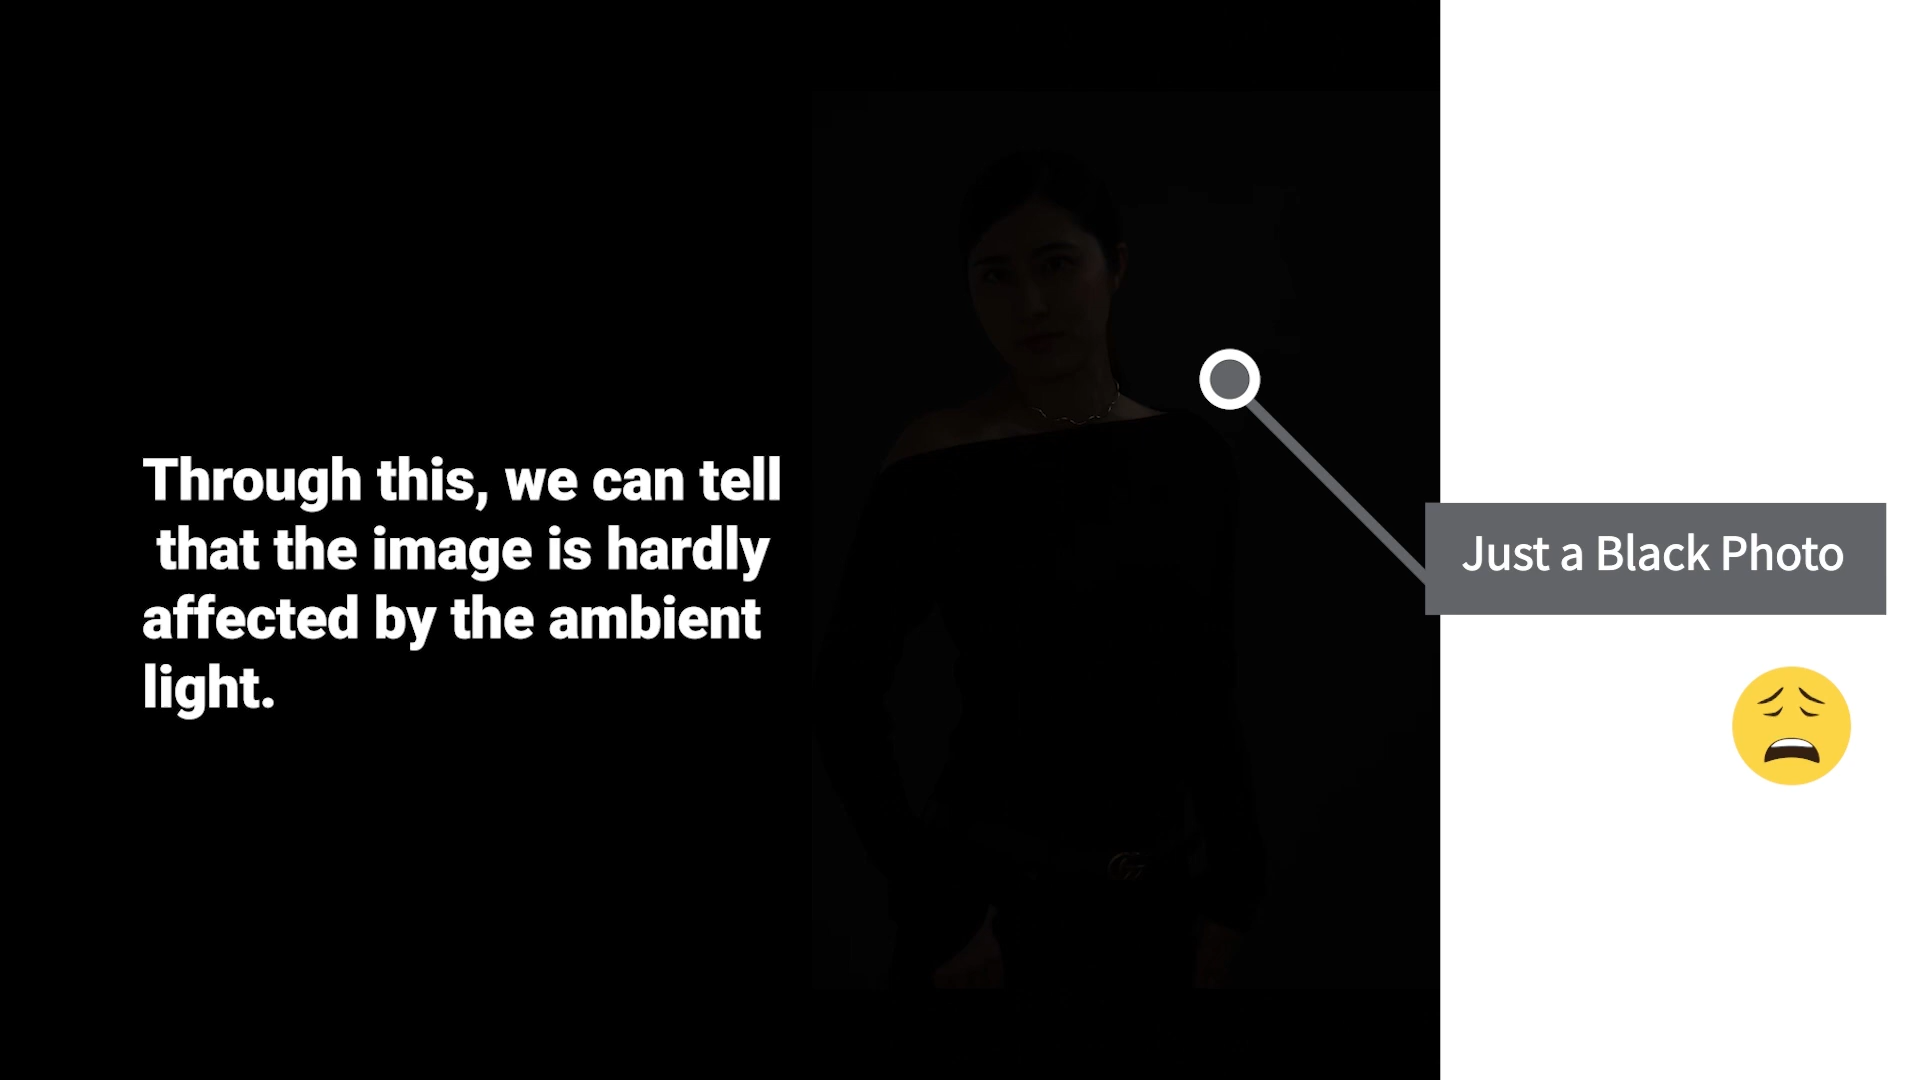 Through this, we can tell
that the image is hardly
affected by the ambient
light.
Just a Black Photo